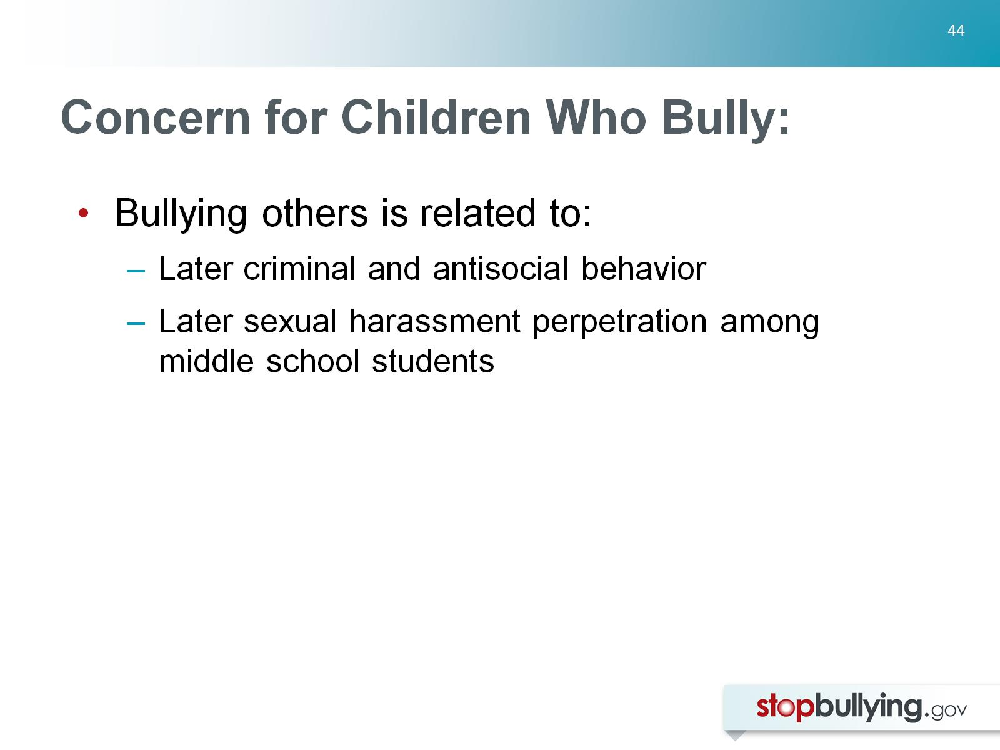 44
Concern for Children Who Bully:
• Bullying others is related to:
– Later criminal and antisocial behavior
– Later sexual harassment perpetration among
middle school students
stopbullying.gov